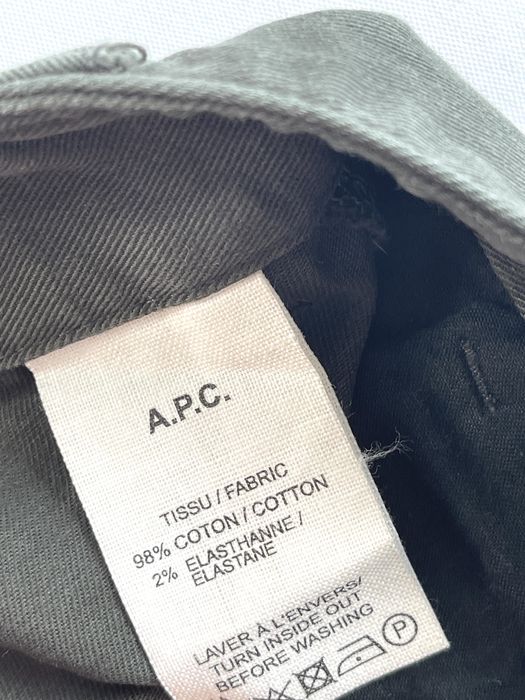 A.P.C.
TISSU / FABRIC
98% COTON / COTTON
2% ELASTHANNE /
ELASTANE
LAVER À L'ENVERS/
TURN INSIDE OUT
BEFORE WASHING
P